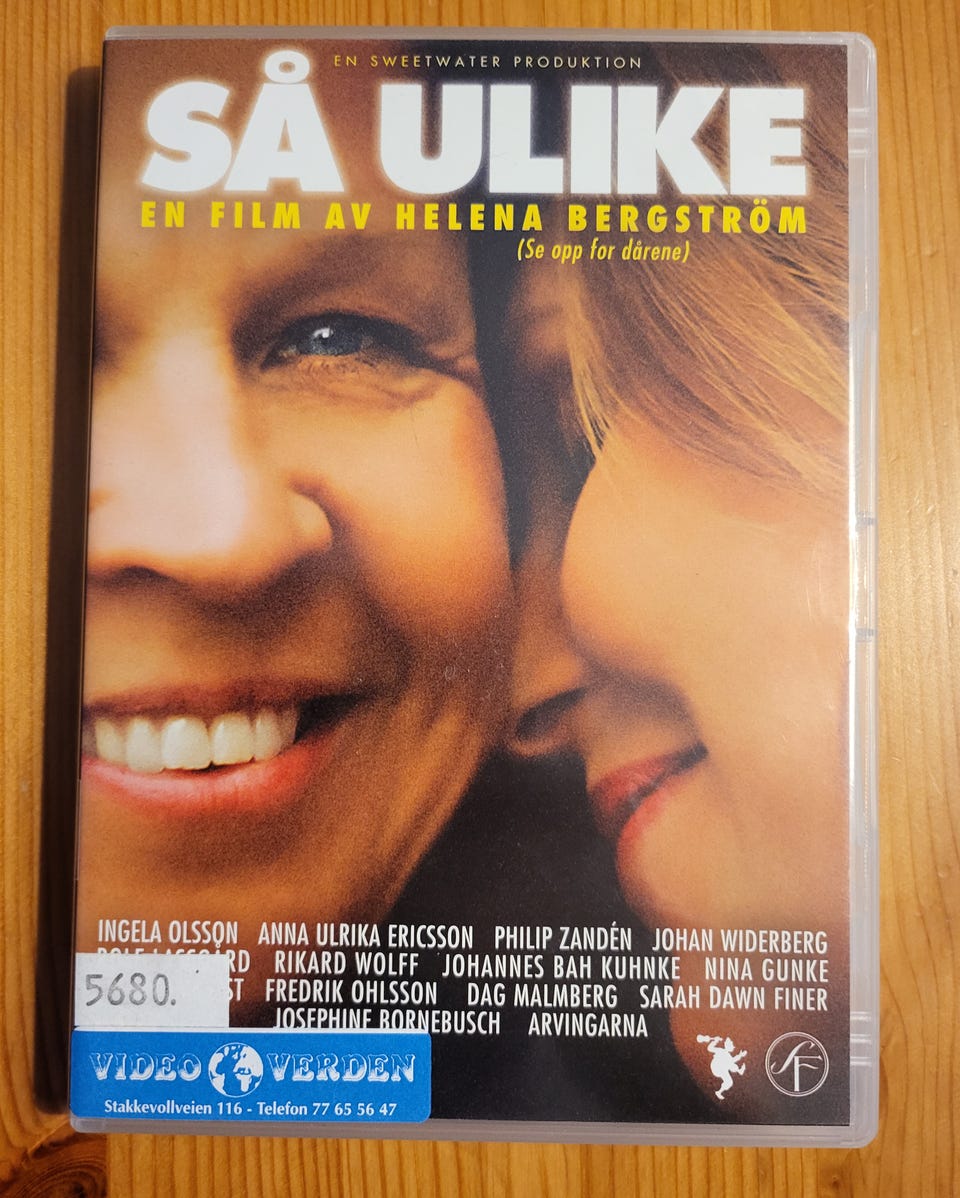 EN SWEETWATER PRODUKTION
SÅ ULIKE
EN FILM AV HELENA BERGSTRÖM
(Se opp for dårene)
INGELA OLSSON ANNA ULRIKA ERICSSON PHILIP ZANDÉN JOHAN WIDERBERG
RIKARD WOLFF JOHANNES BAH KUHNKE NINA GUNKE
FREDRIK OHLSSON DAG MALMBERG SARAH DAWN FINER
JOSEPHINE BORNEBUSCH ARVINGARNA
5680.
VIDEO VERDEN
Stakkevollveien 116 - Telefon 77 65 56 47
SF